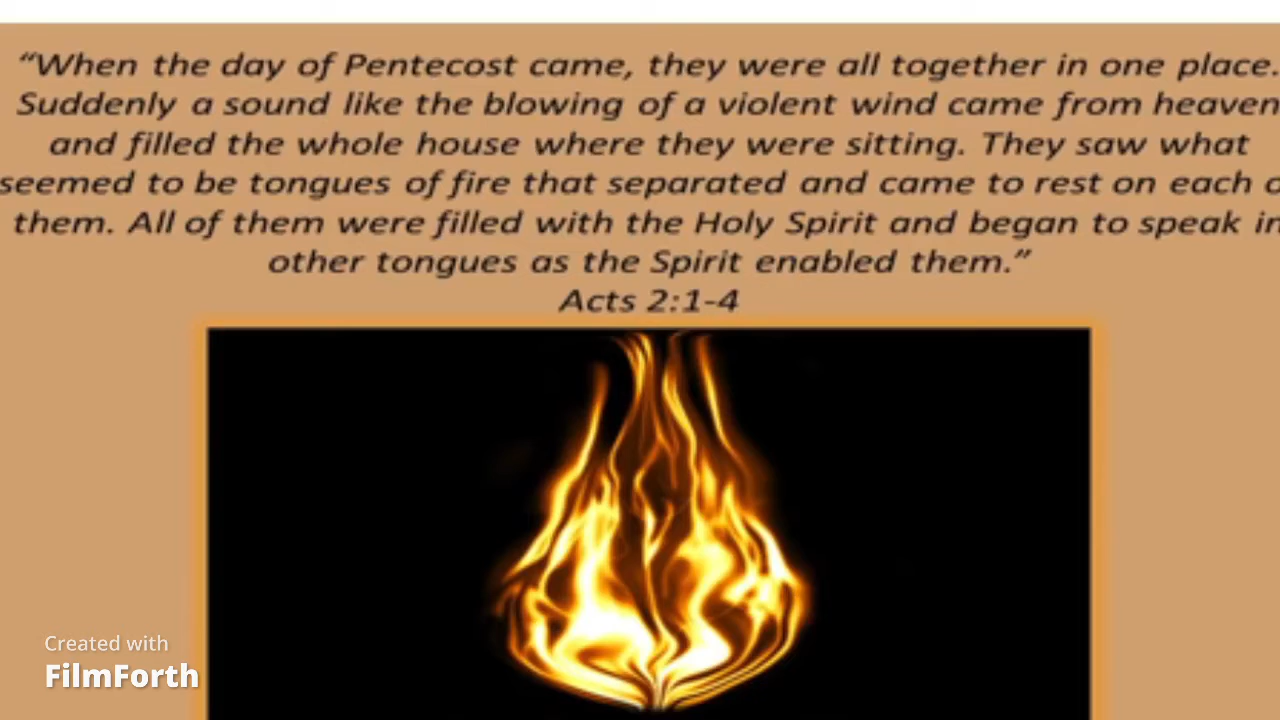 “When the day of Pentecost came, they were all together in one place.
Suddenly a sound like the blowing of a violent wind came from heaven
and filled the whole house where they were sitting. They saw what
seemed to be tongues of fire that separated and came to rest on each
them. All of them were filled with the Holy Spirit and began to speak in
other tongues as the Spirit enabled them.”
Acts 2:1-4
Created with
FilmForth